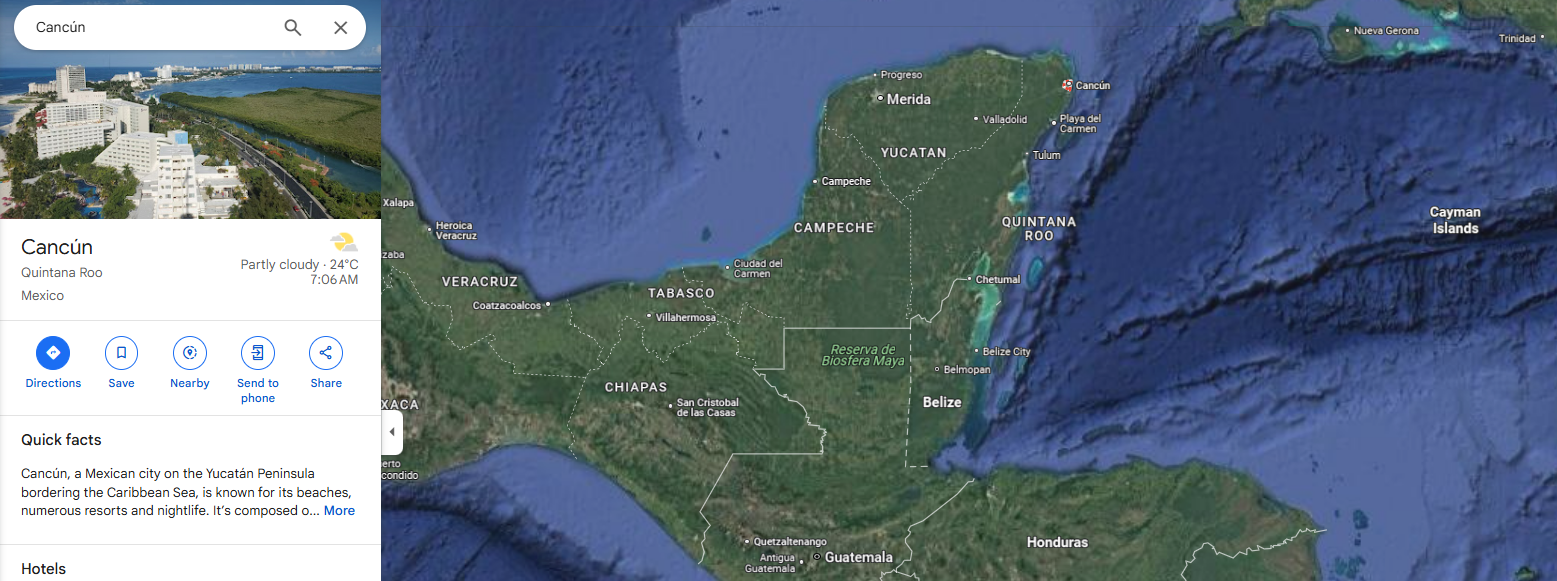 Cancún
Cancún
Quintana Roo
Mexico
Partly cloudy · 24°C
7:06 AM
Directions
Save
Nearby
Send to
phone
Share
Quick facts
Cancún, a Mexican city on the Yucatán Peninsula
bordering the Caribbean Sea, is known for its beaches,
numerous resorts and nightlife. It's composed o... More
Hotels
Nueva Gerona
Trinidad
Progreso
Merida
Cancún
Valladolid
Playa del
Carmen
YUCATAN
Tulum
Campeche
Xalapa
Heroica
Veracruz
CAMPECHE
QUINTANA
ROO
Cayman
Islands
zaba
Ciudad del
Carmen
VERACRUZ
TABASCO
Chetumal
Coatzacoalcos
Villahermosa
Reserva de
Biosfera Maya
Belize City
Belmopan
CHIAPAS
San Cristobal
de las Casas
Belize
XACA
erto
condido
Quetzaltenango
Antigua
Guatemala
Guatemala
Honduras